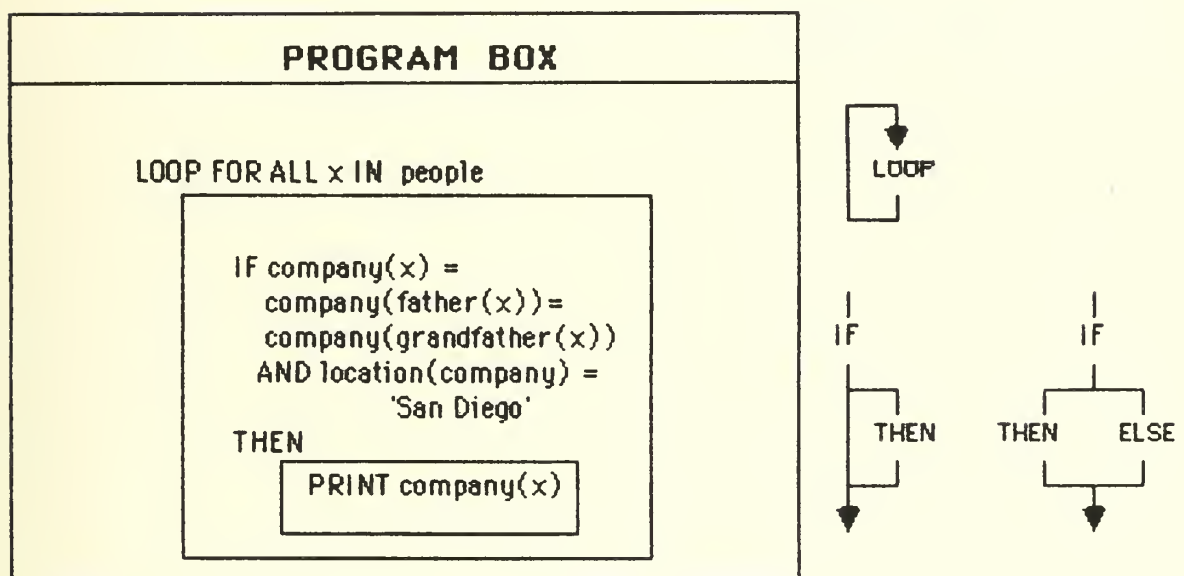 PROGRAM BOX
LOOP FOR ALL x IN people
IF company(x) =
company(father(x))=
company(grandfather(x))
AND location(company) =
'San Diego'
THEN
PRINT company(x)
LOOP
IF
THEN
IF
THEN ELSE